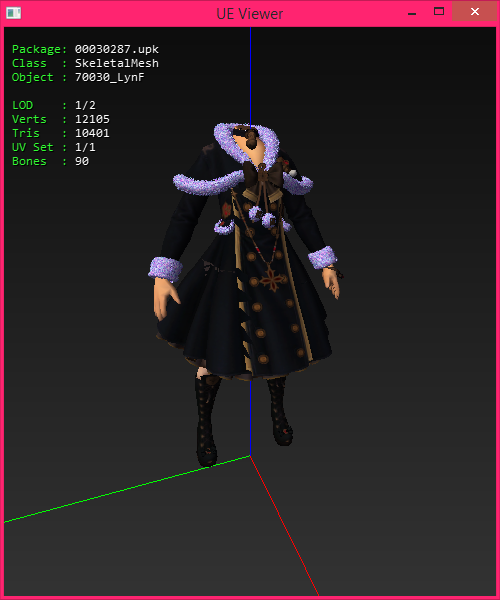 UE Viewer
Package: 00030287.upk
Class  : SkeletalMesh
Object : 70030_LynF
LOD    : 1/2
Verts  : 12105
Tris   : 10401
UV Set : 1/1
Bones  : 90